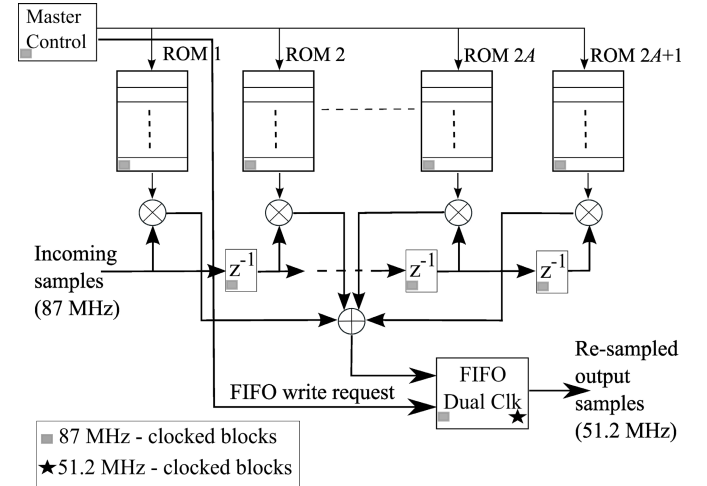 Master
Control
ROM 1
ROM 2
ROM 2A
ROM 2A+1
Incoming
samples
(87 MHz)
z-1
z-1
z-1
Re-sampled
output
samples
(51.2 MHz)
FIFO
Dual Clk
FIFO write request
87 MHz - clocked blocks
51.2 MHz - clocked blocks